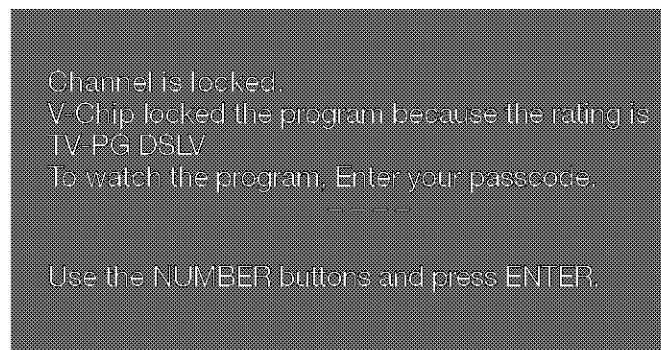 Channel is locked.
V-Chip locked the program because the rating is
TV-PG DSLV
To watch the program, Enter your passcode.
_ _ _ _
Use the NUMBER buttons and press ENTER.